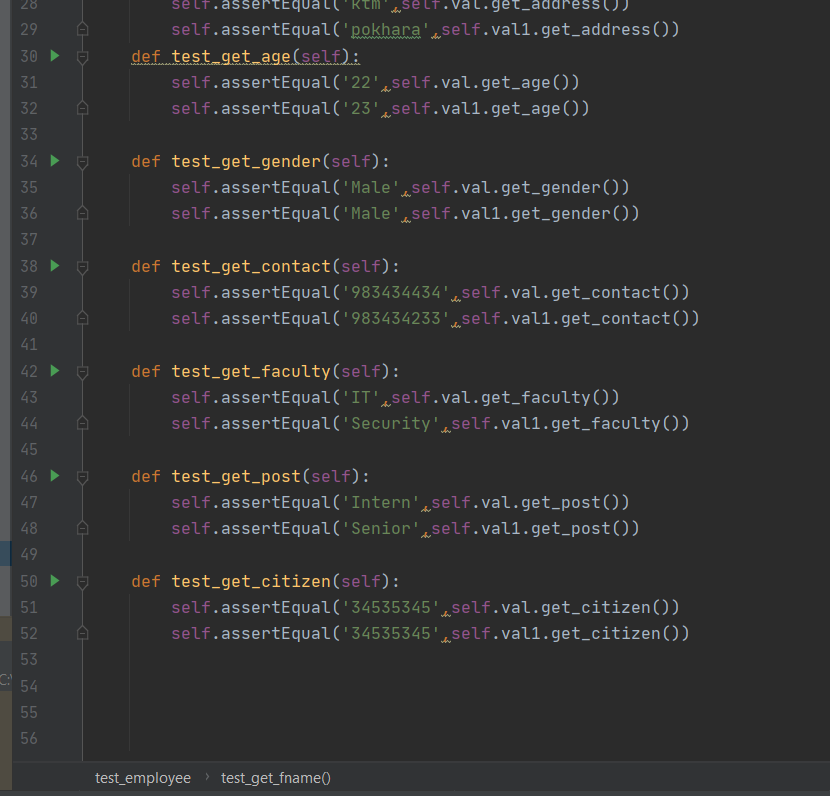 28 self.assertEqual('ktm',self.val.get_address())
29 self.assertEqual('pokhara',self.val1.get_address())
30 def test_get_age(self):
31 self.assertEqual('22',self.val.get_age())
32 self.assertEqual('23',self.val1.get_age())
33
34 def test_get_gender(self):
35 self.assertEqual('Male',self.val.get_gender())
36 self.assertEqual('Male',self.val1.get_gender())
37
38 def test_get_contact(self):
39 self.assertEqual('983434434',self.val.get_contact())
40 self.assertEqual('983434233',self.val1.get_contact())
41
42 def test_get_faculty(self):
43 self.assertEqual('IT',self.val.get_faculty())
44 self.assertEqual('Security',self.val1.get_faculty())
45
46 def test_get_post(self):
47 self.assertEqual('Intern',self.val.get_post())
48 self.assertEqual('Senior',self.val1.get_post())
49
50 def test_get_citizen(self):
51 self.assertEqual('34535345',self.val.get_citizen())
52 self.assertEqual('34535345',self.val1.get_citizen())
53
54
55
56
test_employee › test_get_fname()